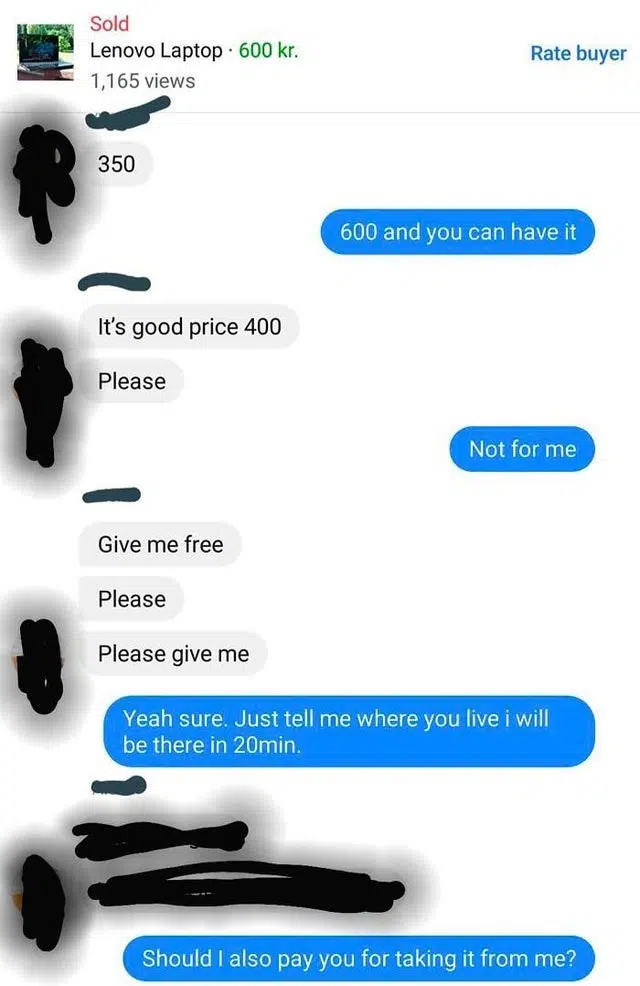 Sold
Lenovo Laptop · 600 kr.
Rate buyer
1,165 views
350
600 and you can have it
It's good price 400
Please
Not for me
Give me free
Please
Please give me
Yeah sure. Just tell me where you live i will
be there in 20min.
Should I also pay you for taking it from me?